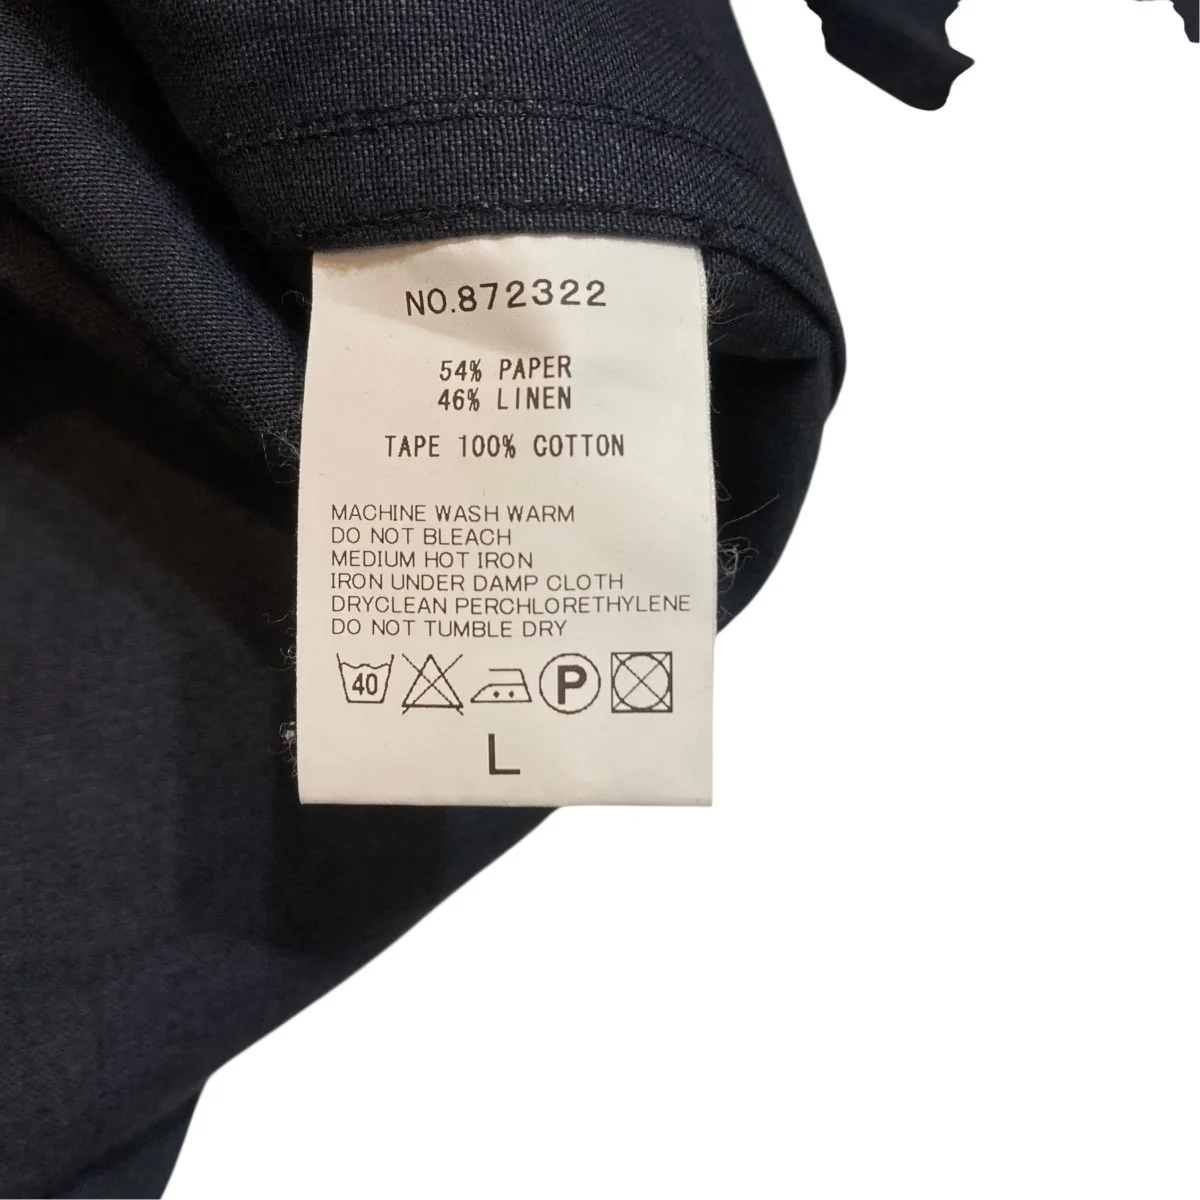 NO.872322
54% PAPER
46% LINEN
TAPE 100% COTTON
MACHINE WASH WARM
DO NOT BLEACH
MEDIUM HOT IRON
IRON UNDER DAMP CLOTH
DRYCLEAN PERCHLORETHYLENE
DO NOT TUMBLE DRY
40 P
L